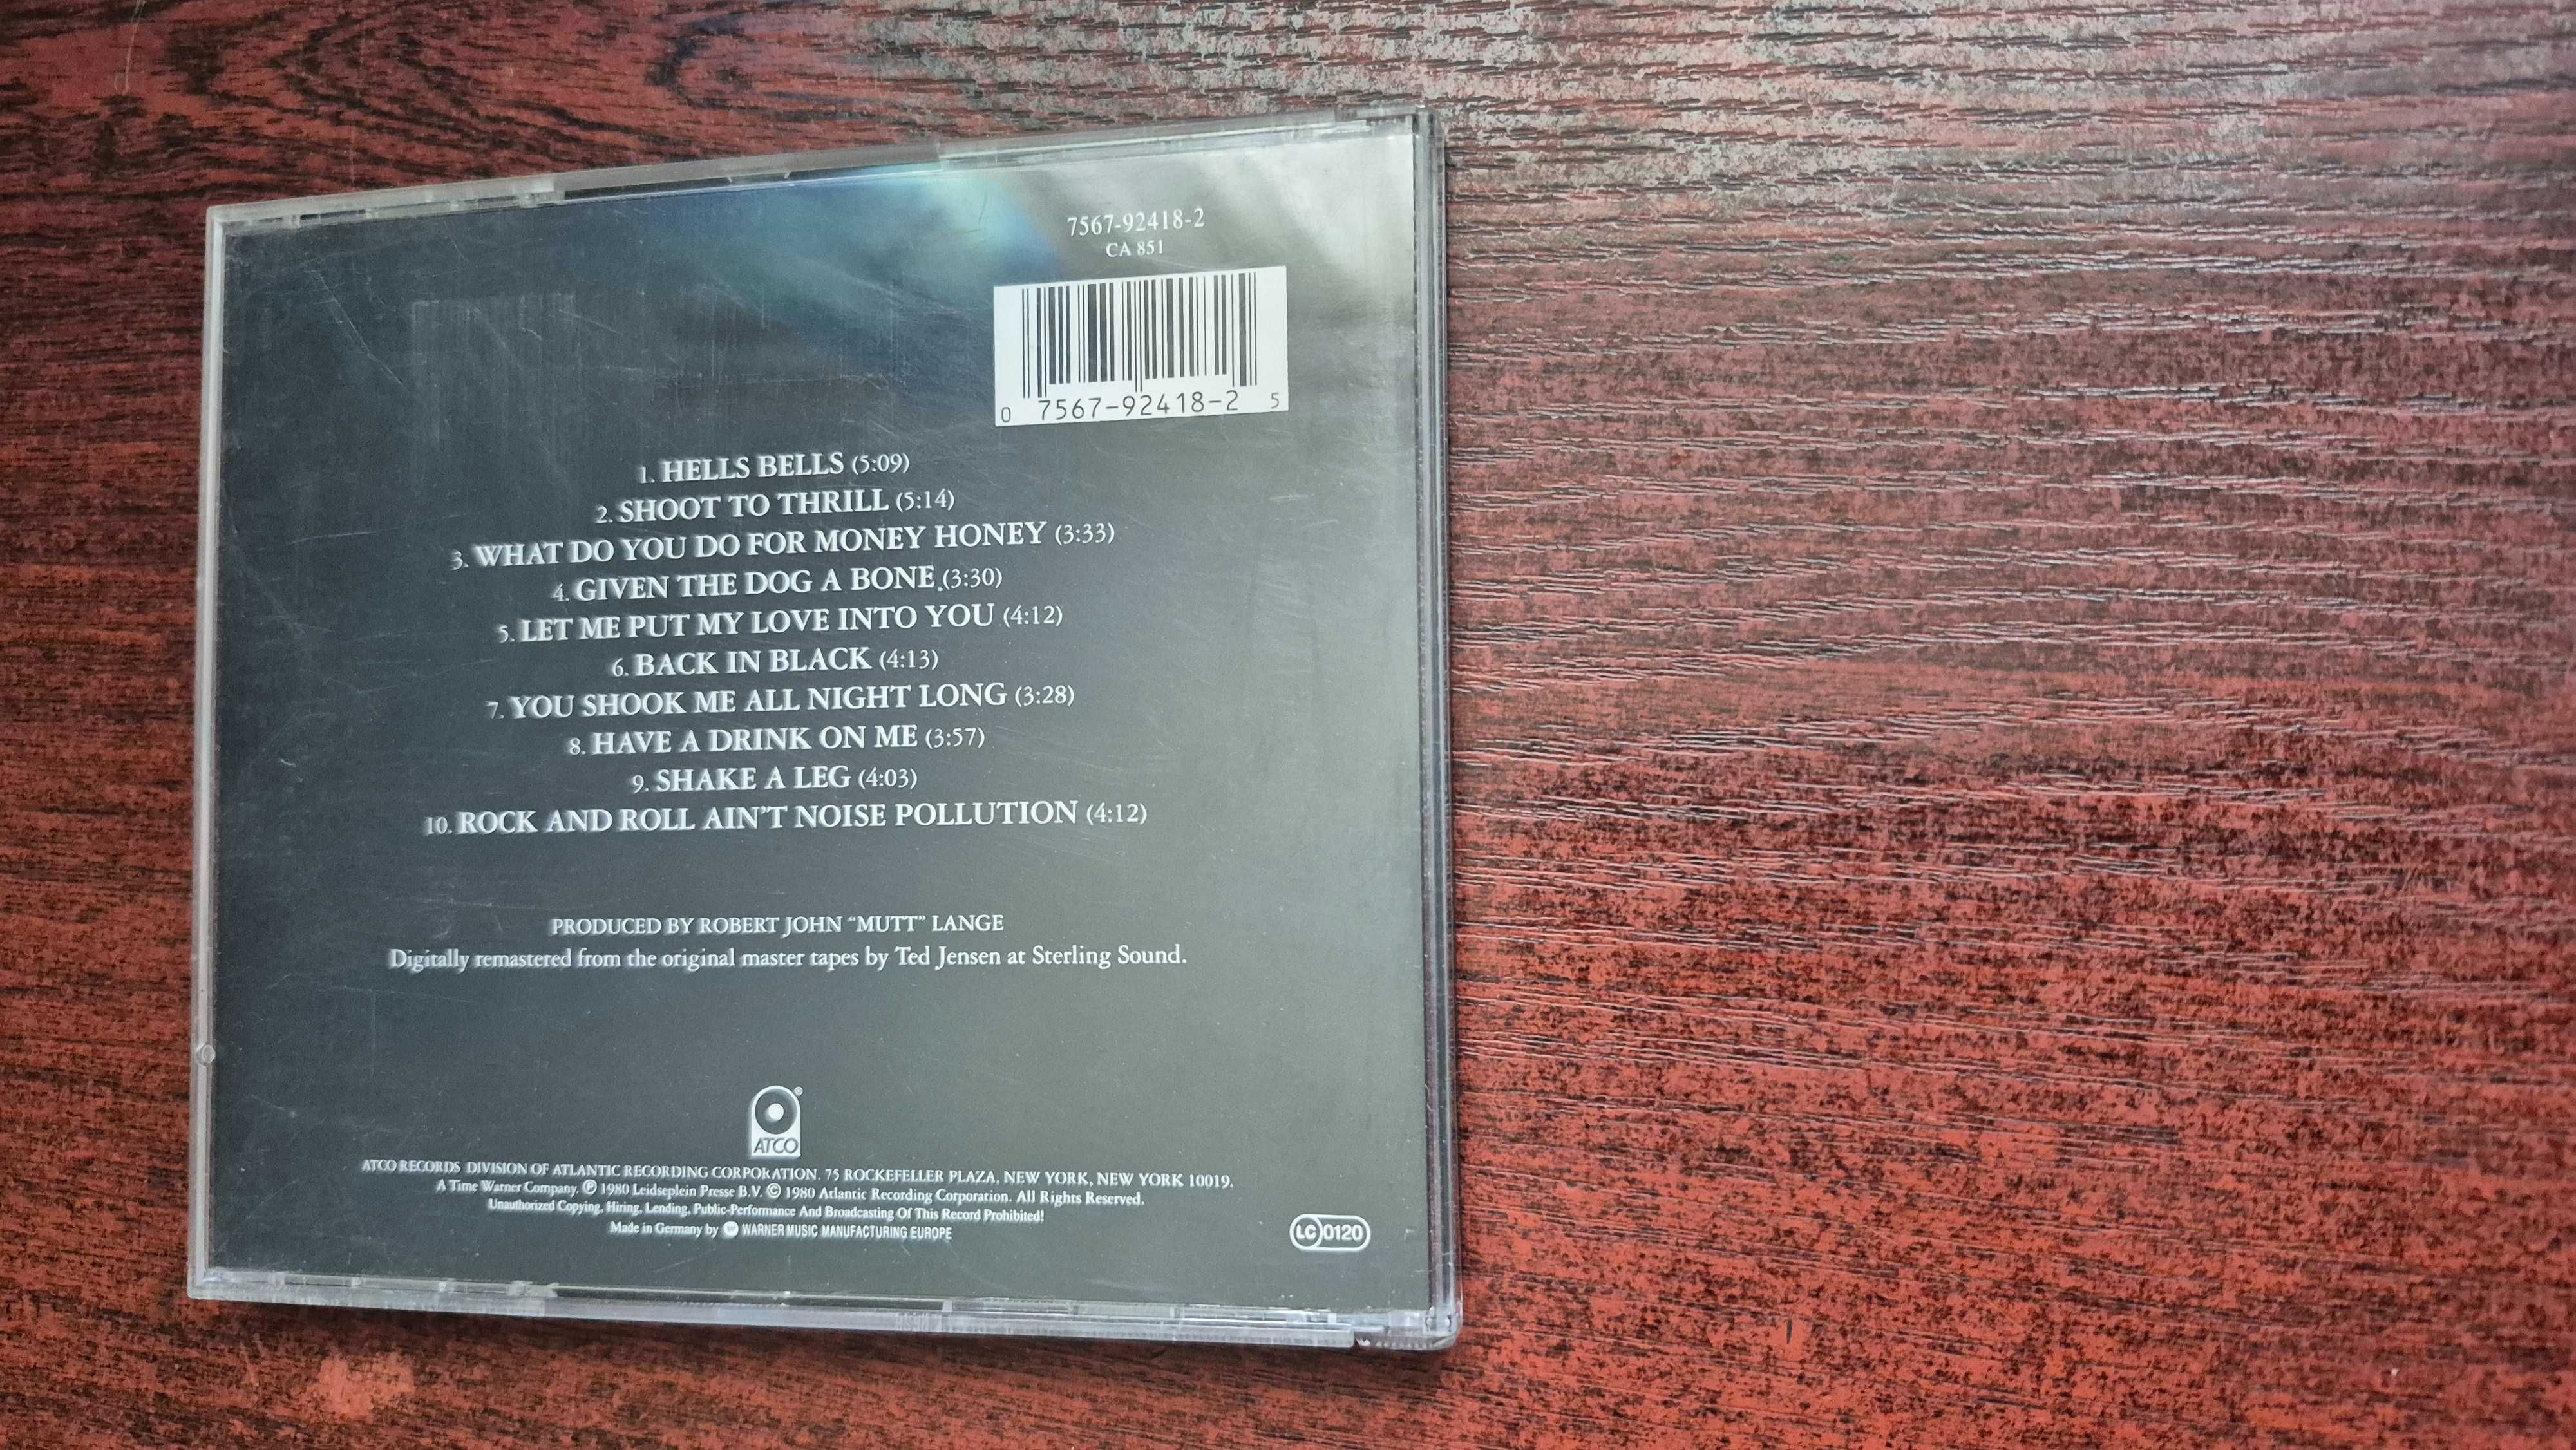 7567-92418-2
CA 851
0 7567-92418-2 5
1. HELLS BELLS (5:09)
2. SHOOT TO THRILL (5:14)
3. WHAT DO YOU DO FOR MONEY HONEY (3:33)
4. GIVEN THE DOG A BONE (3:30)
5. LET ME PUT MY LOVE INTO YOU (4:12)
6. BACK IN BLACK (4:13)
7. YOU SHOOK ME ALL NIGHT LONG (3:28)
8. HAVE A DRINK ON ME (3:57)
9. SHAKE A LEG (4:03)
10. ROCK AND ROLL AIN'T NOISE POLLUTION (4:12)
PRODUCED BY ROBERT JOHN “MUTT” LANGE
Digitally remastered from the original master tapes by Ted Jensen at Sterling Sound.
ATCO®
ATCO RECORDS DIVISION OF ATLANTIC RECORDING CORPORATION. 75 ROCKEFELLER PLAZA, NEW YORK, NEW YORK 10019.
A Time Warner Company. ℗ 1980 Leidseplein Presse B.V. © 1980 Atlantic Recording Corporation. All Rights Reserved.
Unauthorized Copying, Hiring, Lending, Public-Performance And Broadcasting Of This Record Prohibited!
Made in Germany by WARNER MUSIC MANUFACTURING EUROPE
LC 0120